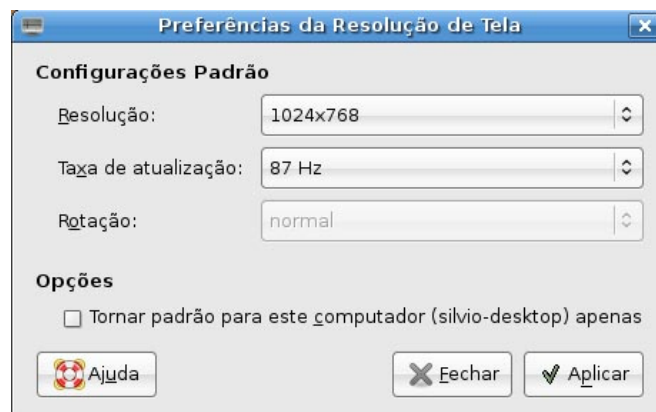 Preferências da Resolução de Tela
Configurações Padrão
Resolução: 1024x768
Taxa de atualização: 87 Hz
Rotação: normal
Opções
Tornar padrão para este computador (silvio-desktop) apenas
Ajuda Fechar Aplicar